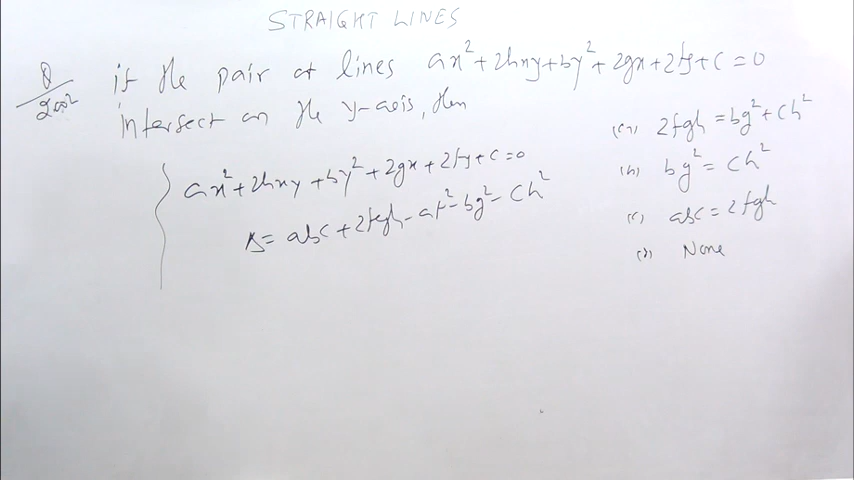 STRAIGHT LINES
Q/2002 if the pair of lines ax²+2hxy+by²+2gx+2fy+c=0
intersect on the y-axis, then
(a) 2fgh = bg²+ch²
(b) bg² = ch²
(c) abc = 2fgh
(d) None
ax²+2hxy+by²+2gx+2fy+c=0
Δ= abc+2fgh-af²-bg²-ch²